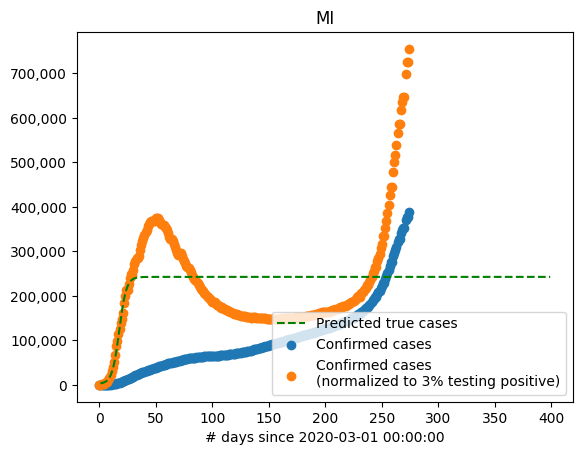 MI
700,000
600,000
500,000
400,000
300,000
200,000
100,000
0
Predicted true cases
Confirmed cases
Confirmed cases
(normalized to 3% testing positive)
0 50 100 150 200 250 300 350 400
# days since 2020-03-01 00:00:00